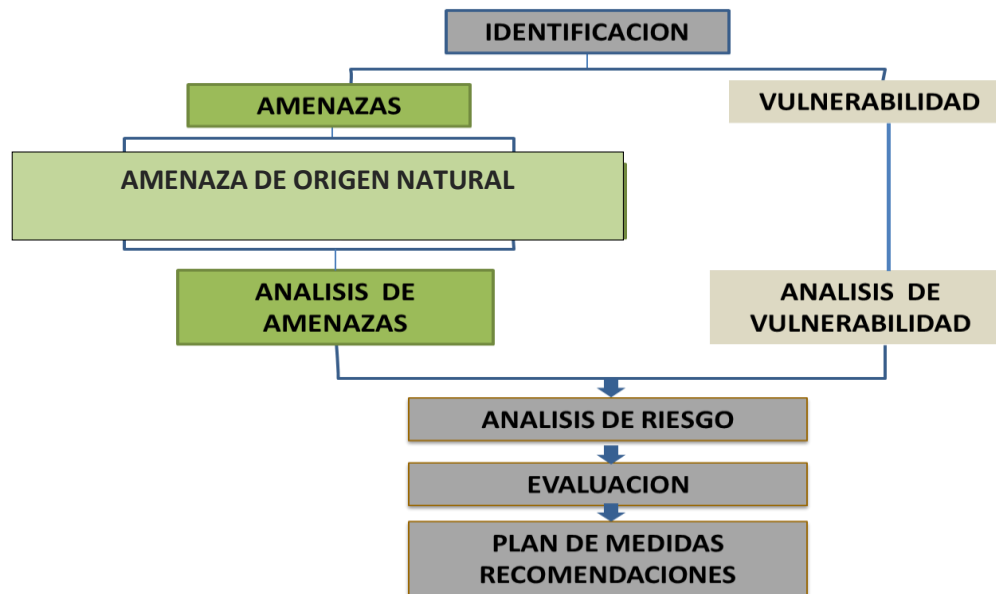 IDENTIFICACION
AMENAZAS
VULNERABILIDAD
AMENAZA DE ORIGEN NATURAL
ANALISIS DE
AMENAZAS
ANALISIS DE
VULNERABILIDAD
ANALISIS DE RIESGO
EVALUACION
PLAN DE MEDIDAS
RECOMENDACIONES